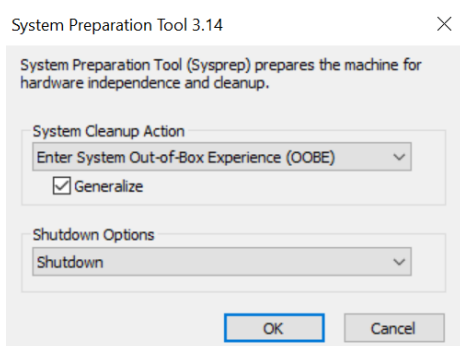 System Preparation Tool 3.14
System Preparation Tool (Sysprep) prepares the machine for
hardware independence and cleanup.
System Cleanup Action
Enter System Out-of-Box Experience (OOBE)
Generalize
Shutdown Options
Shutdown
OK Cancel